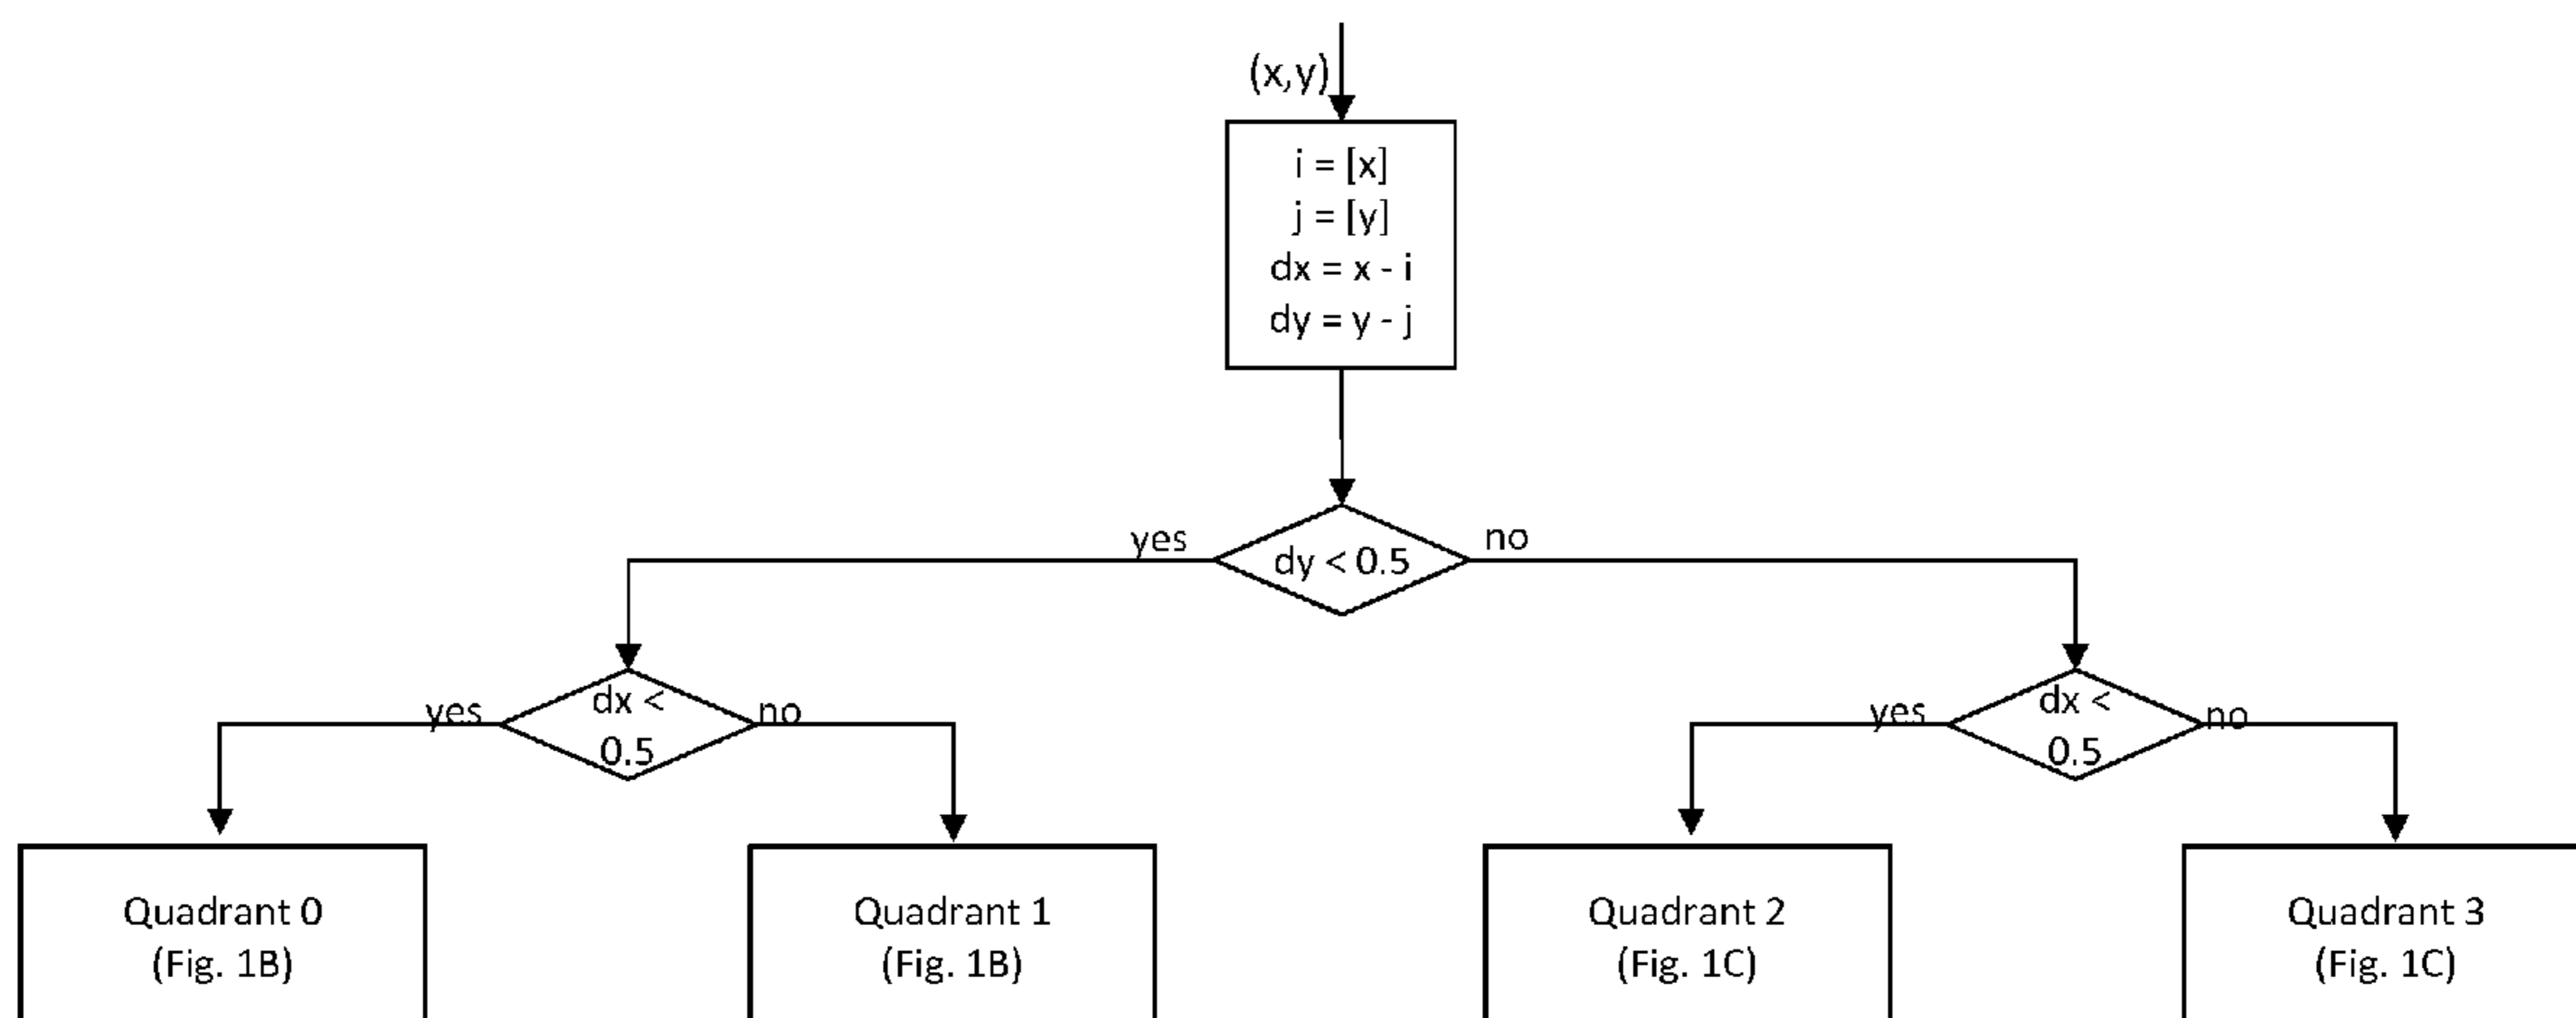 (x,y)
i = [x]
j = [y]
dx = x - i
dy = y - j
yes
dy < 0.5
no
yes
dx <
0.5
no
yes
dx <
0.5
no
Quadrant 0
(Fig. 1B)
Quadrant 1
(Fig. 1B)
Quadrant 2
(Fig. 1C)
Quadrant 3
(Fig. 1C)